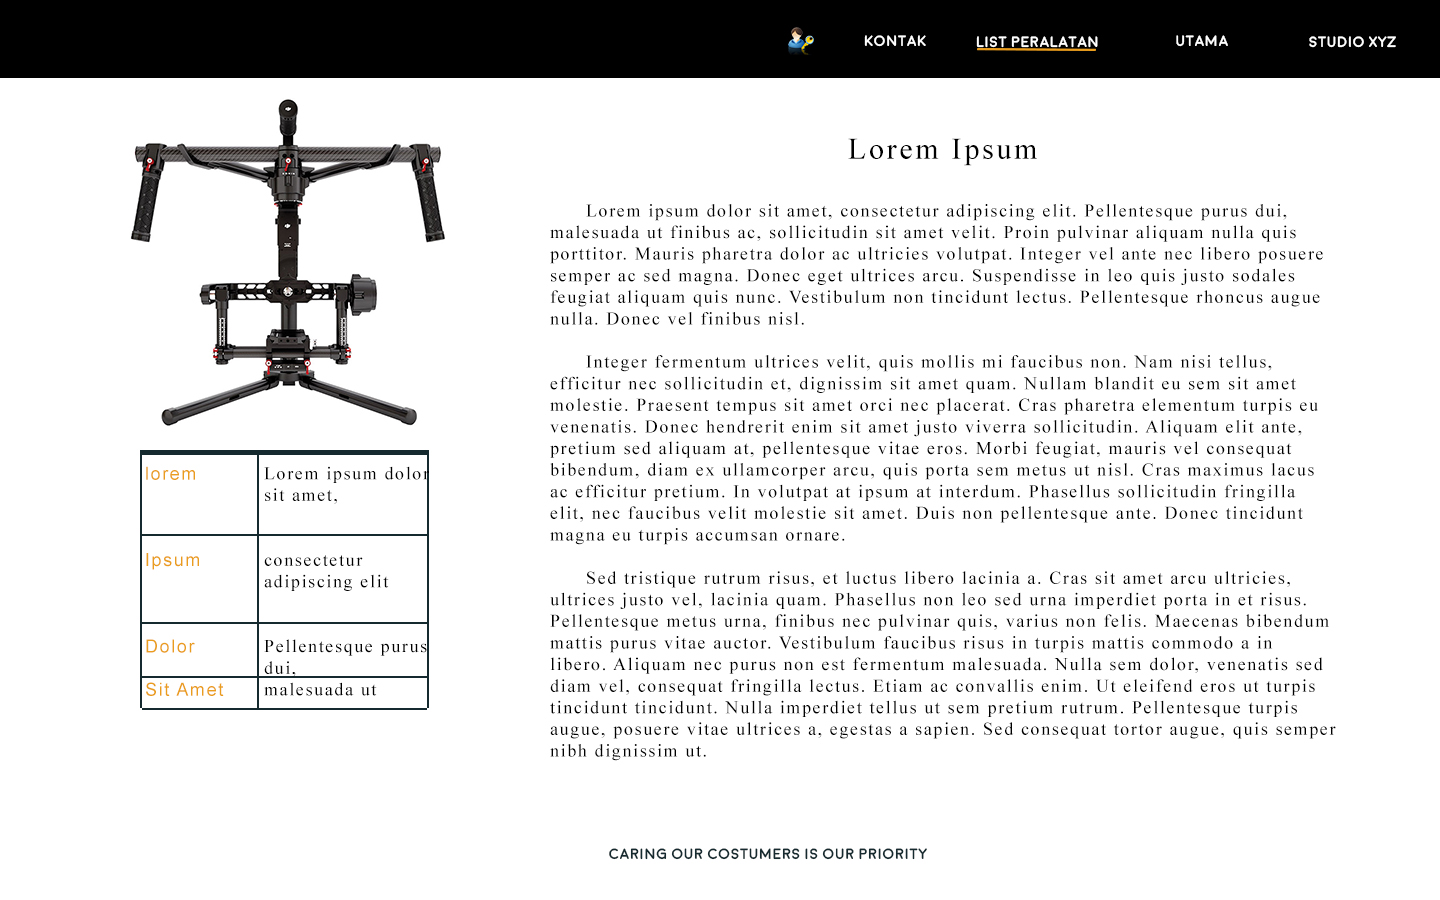 KONTAK LIST PERALATAN UTAMA STUDIO XYZ
Lorem Ipsum
Lorem ipsum dolor sit amet, consectetur adipiscing elit. Pellentesque purus dui,
malesuada ut finibus ac, sollicitudin sit amet velit. Proin pulvinar aliquam nulla quis
porttitor. Mauris pharetra dolor ac ultricies volutpat. Integer vel ante nec libero posuere
semper ac sed magna. Donec eget ultrices arcu. Suspendisse in leo quis justo sodales
feugiat aliquam quis nunc. Vestibulum non tincidunt lectus. Pellentesque rhoncus augue
nulla. Donec vel finibus nisl.
Integer fermentum ultrices velit, quis mollis mi faucibus non. Nam nisi tellus,
efficitur nec sollicitudin et, dignissim sit amet quam. Nullam blandit eu sem sit amet
molestie. Praesent tempus sit amet orci nec placerat. Cras pharetra elementum turpis eu
venenatis. Donec hendrerit enim sit amet justo viverra sollicitudin. Aliquam elit ante,
pretium sed aliquam at, pellentesque vitae eros. Morbi feugiat, mauris vel consequat
bibendum, diam ex ullamcorper arcu, quis porta sem metus ut nisl. Cras maximus lacus
ac efficitur pretium. In volutpat at ipsum at interdum. Phasellus sollicitudin fringilla
elit, nec faucibus velit molestie sit amet. Duis non pellentesque ante. Donec tincidunt
magna eu turpis accumsan ornare.
Sed tristique rutrum risus, et luctus libero lacinia a. Cras sit amet arcu ultricies,
ultrices justo vel, lacinia quam. Phasellus non leo sed urna imperdiet porta in et risus.
Pellentesque metus urna, finibus nec pulvinar quis, varius non felis. Maecenas bibendum
mattis purus vitae auctor. Vestibulum faucibus risus in turpis mattis commodo a in
libero. Aliquam nec purus non est fermentum malesuada. Nulla sem dolor, venenatis sed
diam vel, consequat fringilla lectus. Etiam ac convallis enim. Ut eleifend eros ut turpis
tincidunt tincidunt. Nulla imperdiet tellus ut sem pretium rutrum. Pellentesque turpis
augue, posuere vitae ultrices a, egestas a sapien. Sed consequat tortor augue, quis semper
nibh dignissim ut.
lorem Lorem ipsum dolor
sit amet,
Ipsum consectetur
adipiscing elit
Dolor Pellentesque purus
dui,
Sit Amet malesuada ut
CARING OUR COSTUMERS IS OUR PRIORITY